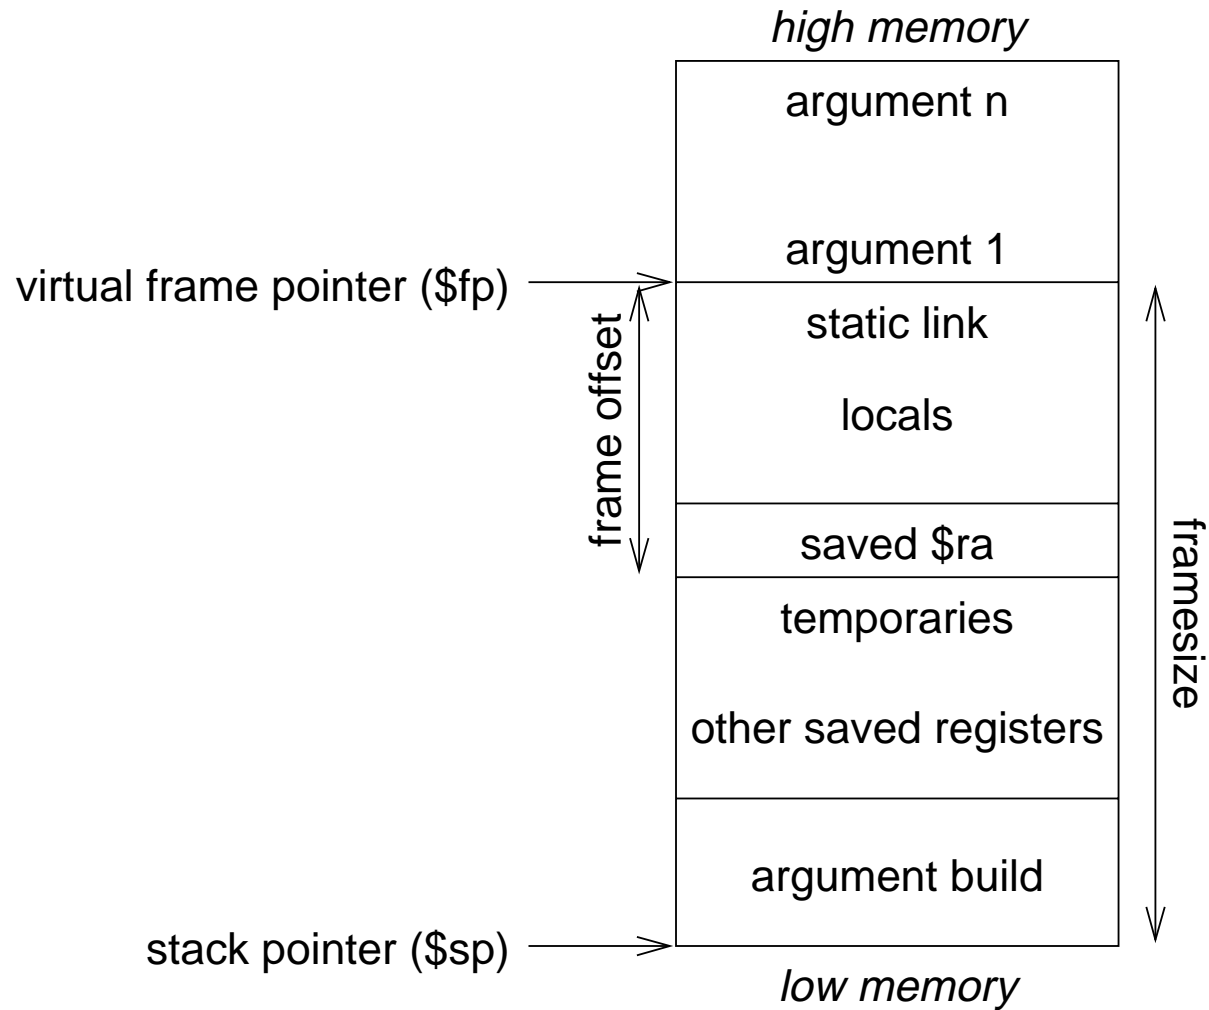 high memory
argument n
argument 1
virtual frame pointer ($fp)
static link
frame offset
locals
saved $ra
framesize
temporaries
other saved registers
argument build
stack pointer ($sp)
low memory